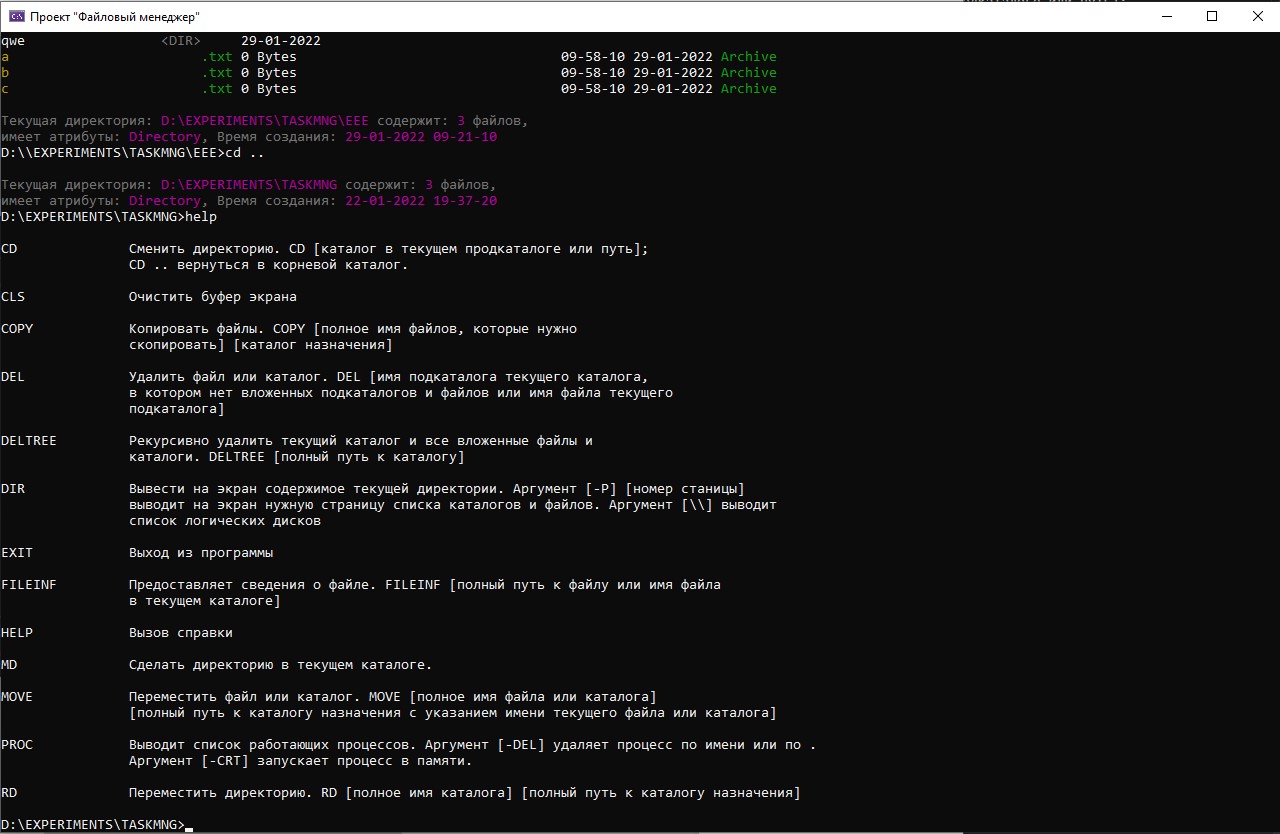 Проект "Файловый менеджер"
qwe <DIR> 29-01-2022
a .txt 0 Bytes 09-58-10 29-01-2022 Archive
b .txt 0 Bytes 09-58-10 29-01-2022 Archive
c .txt 0 Bytes 09-58-10 29-01-2022 Archive
Текущая директория: D:\EXPERIMENTS\TASKMNG\EEE содержит: 3 файлов,
имеет атрибуты: Directory, Время создания: 29-01-2022 09-21-10
D:\\EXPERIMENTS\TASKMNG\EEE>cd ..
Текущая директория: D:\EXPERIMENTS\TASKMNG содержит: 3 файлов,
имеет атрибуты: Directory, Время создания: 22-01-2022 19-37-20
D:\EXPERIMENTS\TASKMNG>help
CD Сменить директорию. CD [каталог в текущем продкаталоге или путь];
CD .. вернуться в корневой каталог.
CLS Очистить буфер экрана
COPY Копировать файлы. COPY [полное имя файлов, которые нужно
скопировать] [каталог назначения]
DEL Удалить файл или каталог. DEL [имя подкаталога текущего каталога,
в котором нет вложенных подкаталогов и файлов или имя файла текущего
подкаталога]
DELTREE Рекурсивно удалить текущий каталог и все вложенные файлы и
каталоги. DELTREE [полный путь к каталогу]
DIR Вывести на экран содержимое текущей директории. Аргумент [-P] [номер станицы]
выводит на экран нужную страницу списка каталогов и файлов. Аргумент [\\] выводит
список логических дисков
EXIT Выход из программы
FILEINF Предоставляет сведения о файле. FILEINF [полный путь к файлу или имя файла
в текущем каталоге]
HELP Вызов справки
MD Сделать директорию в текущем каталоге.
MOVE Переместить файл или каталог. MOVE [полное имя файла или каталога]
[полный путь к каталогу назначения с указанием имени текущего файла или каталога]
PROC Выводит список работающих процессов. Аргумент [-DEL] удаляет процесс по имени или по .
Аргумент [-CRT] запускает процесс в памяти.
RD Переместить директорию. RD [полное имя каталога] [полный путь к каталогу назначения]
D:\EXPERIMENTS\TASKMNG>